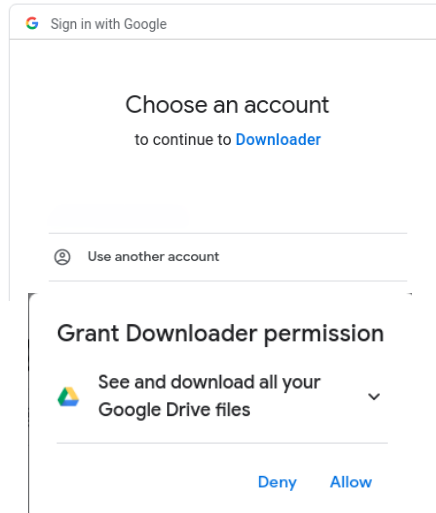 Sign in with Google
Choose an account
to continue to Downloader
Use another account
Grant Downloader permission
See and download all your
Google Drive files
Deny Allow